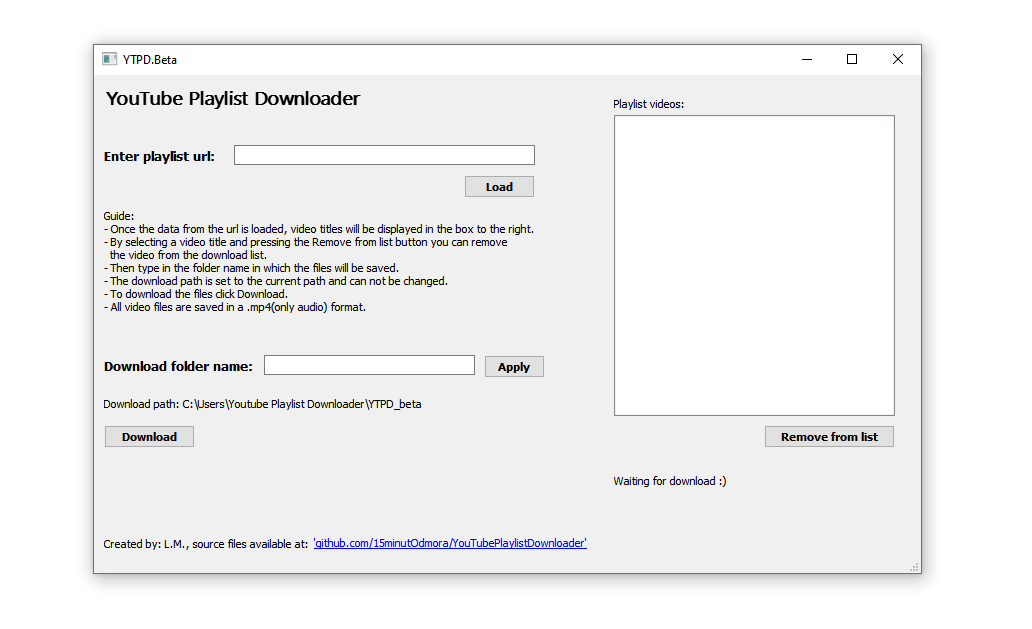 YTPD.Beta
YouTube Playlist Downloader
Enter playlist url:
Load
Guide:
- Once the data from the url is loaded, video titles will be displayed in the box to the right.
- By selecting a video title and pressing the Remove from list button you can remove
the video from the download list.
- Then type in the folder name in which the files will be saved.
- The download path is set to the current path and can not be changed.
- To download the files click Download.
- All video files are saved in a .mp4(only audio) format.
Download folder name:
Apply
Download path: C:\Users\Youtube Playlist Downloader\YTPD_beta
Download
Playlist videos:
Remove from list
Waiting for download :)
Created by: L.M., source files available at: 'github.com/15minutOdmora/YouTubePlaylistDownloader'